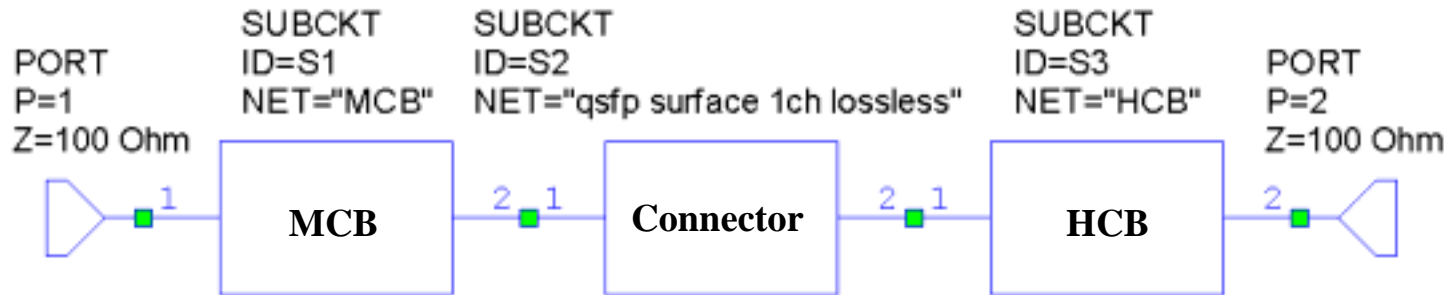 SUBCKT
ID=S1
NET="MCB"
SUBCKT
ID=S2
NET="qsfp surface 1ch lossless"
SUBCKT
ID=S3
NET="HCB"
PORT
P=1
Z=100 Ohm
PORT
P=2
Z=100 Ohm
1
MCB
2
1
Connector
2
1
HCB
2